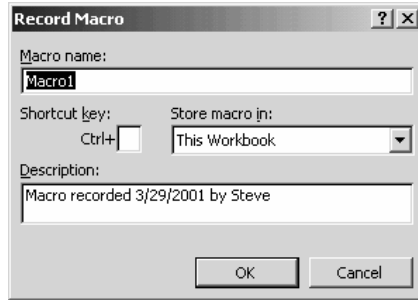 Record Macro
Macro name:
Macro1
Shortcut key: Store macro in:
Ctrl+ This Workbook
Description:
Macro recorded 3/29/2001 by Steve
OK Cancel